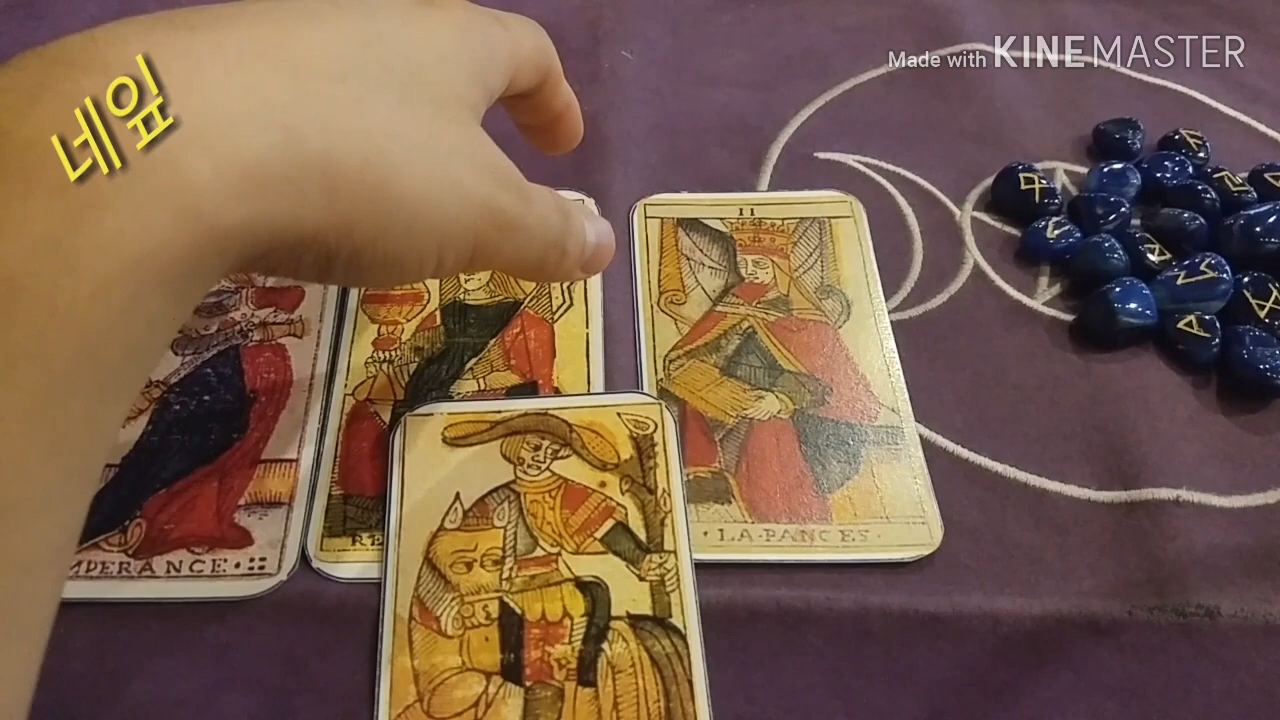 Made with KINEMASTER
네잎
II
MPERANCE
RE
·LA·PANCES·